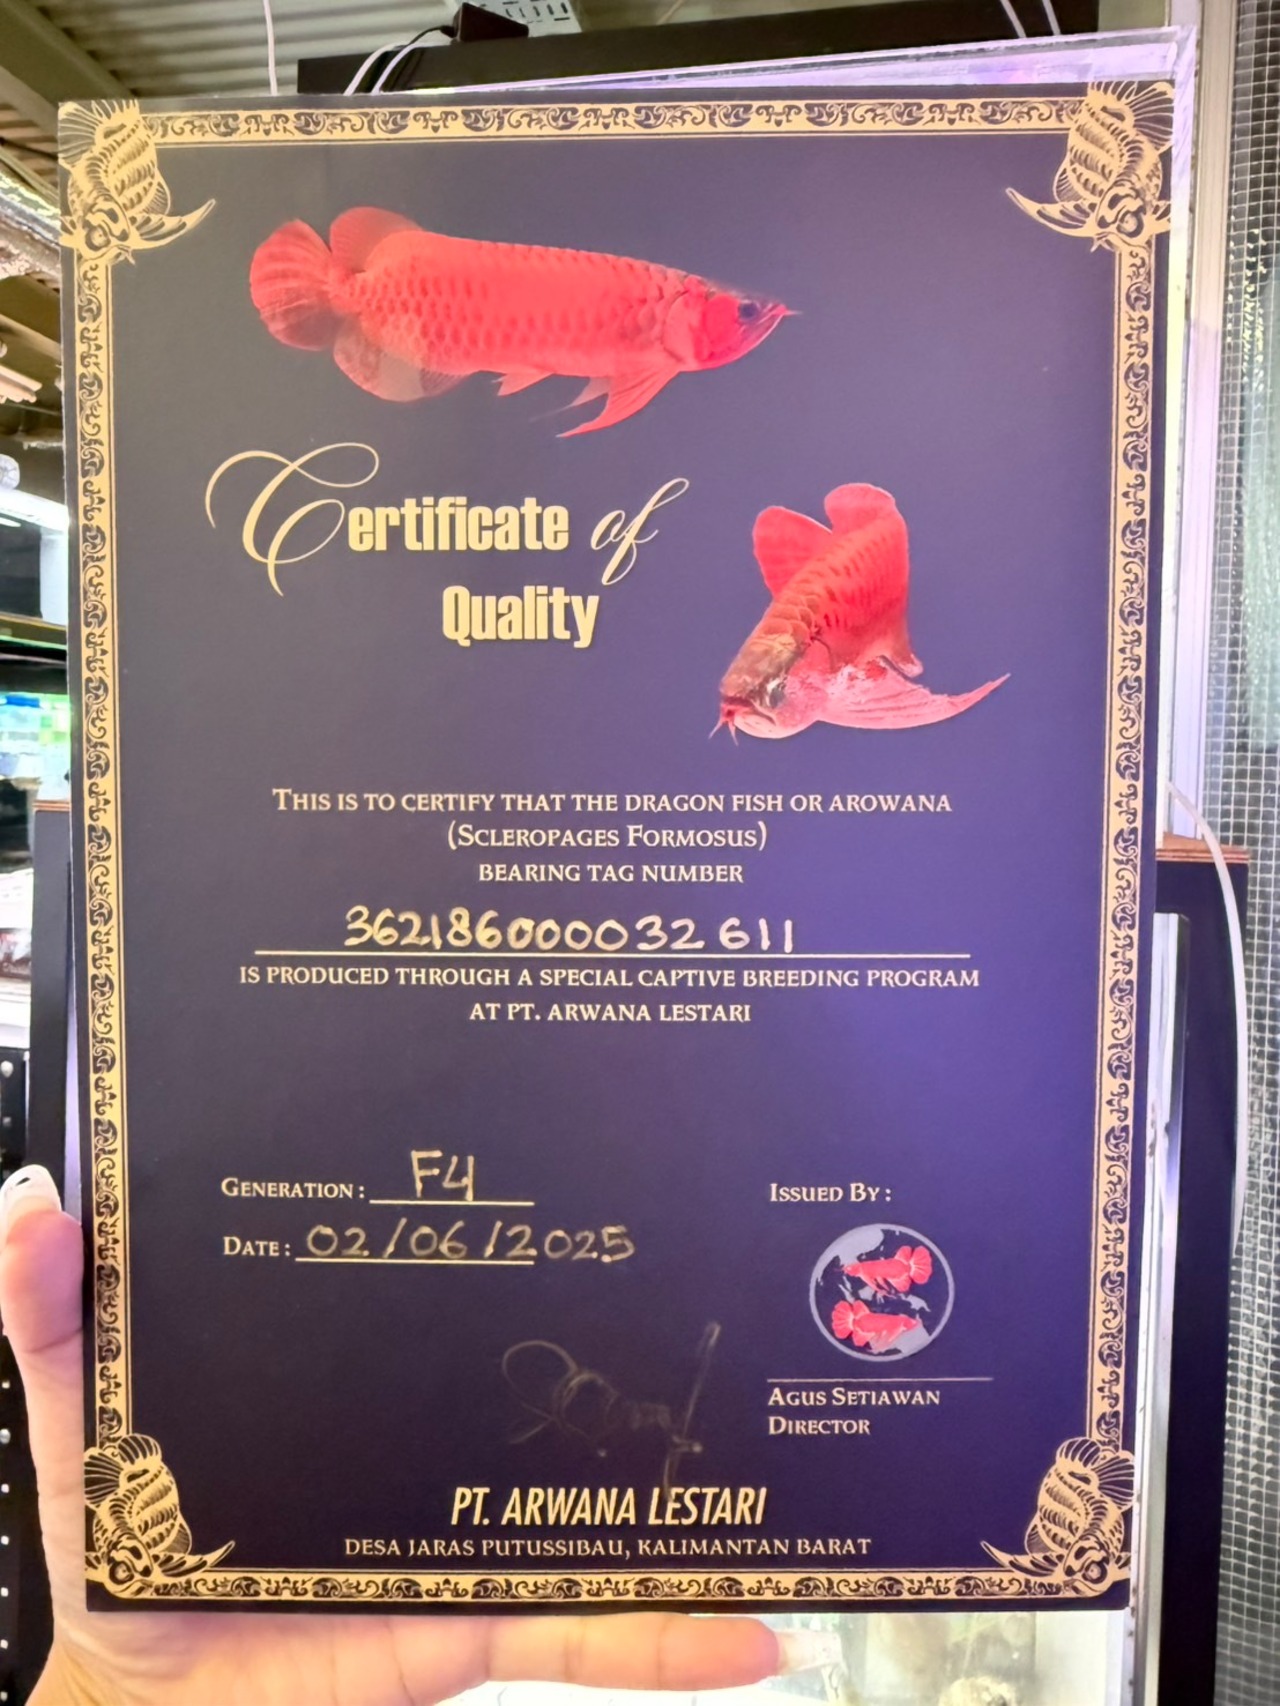 Certificate of
Quality
THIS IS TO CERTIFY THAT THE DRAGON FISH OR AROWANA
(SCLEROPAGES FORMOSUS)
BEARING TAG NUMBER
362186000032611
IS PRODUCED THROUGH A SPECIAL CAPTIVE BREEDING PROGRAM
AT PT. ARWANA LESTARI
GENERATION : F4
DATE : 02/06/2025
ISSUED BY :
AGUS SETIAWAN
DIRECTOR
PT. ARWANA LESTARI
DESA JARAS PUTUSSIBAU, KALIMANTAN BARAT